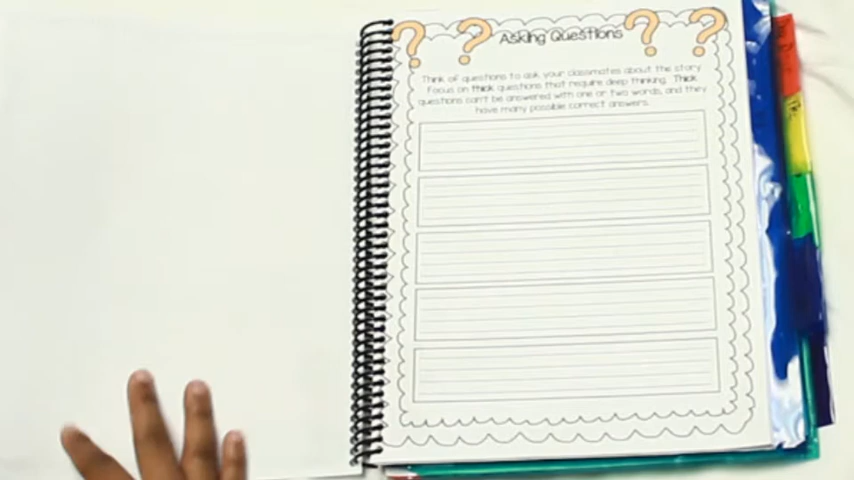 Asking Questions
Think of questions to ask your classmates about the story.
Focus on thick questions that require deep thinking. Thick
questions can't be answered with one or two words, and they
have many possible correct answers.